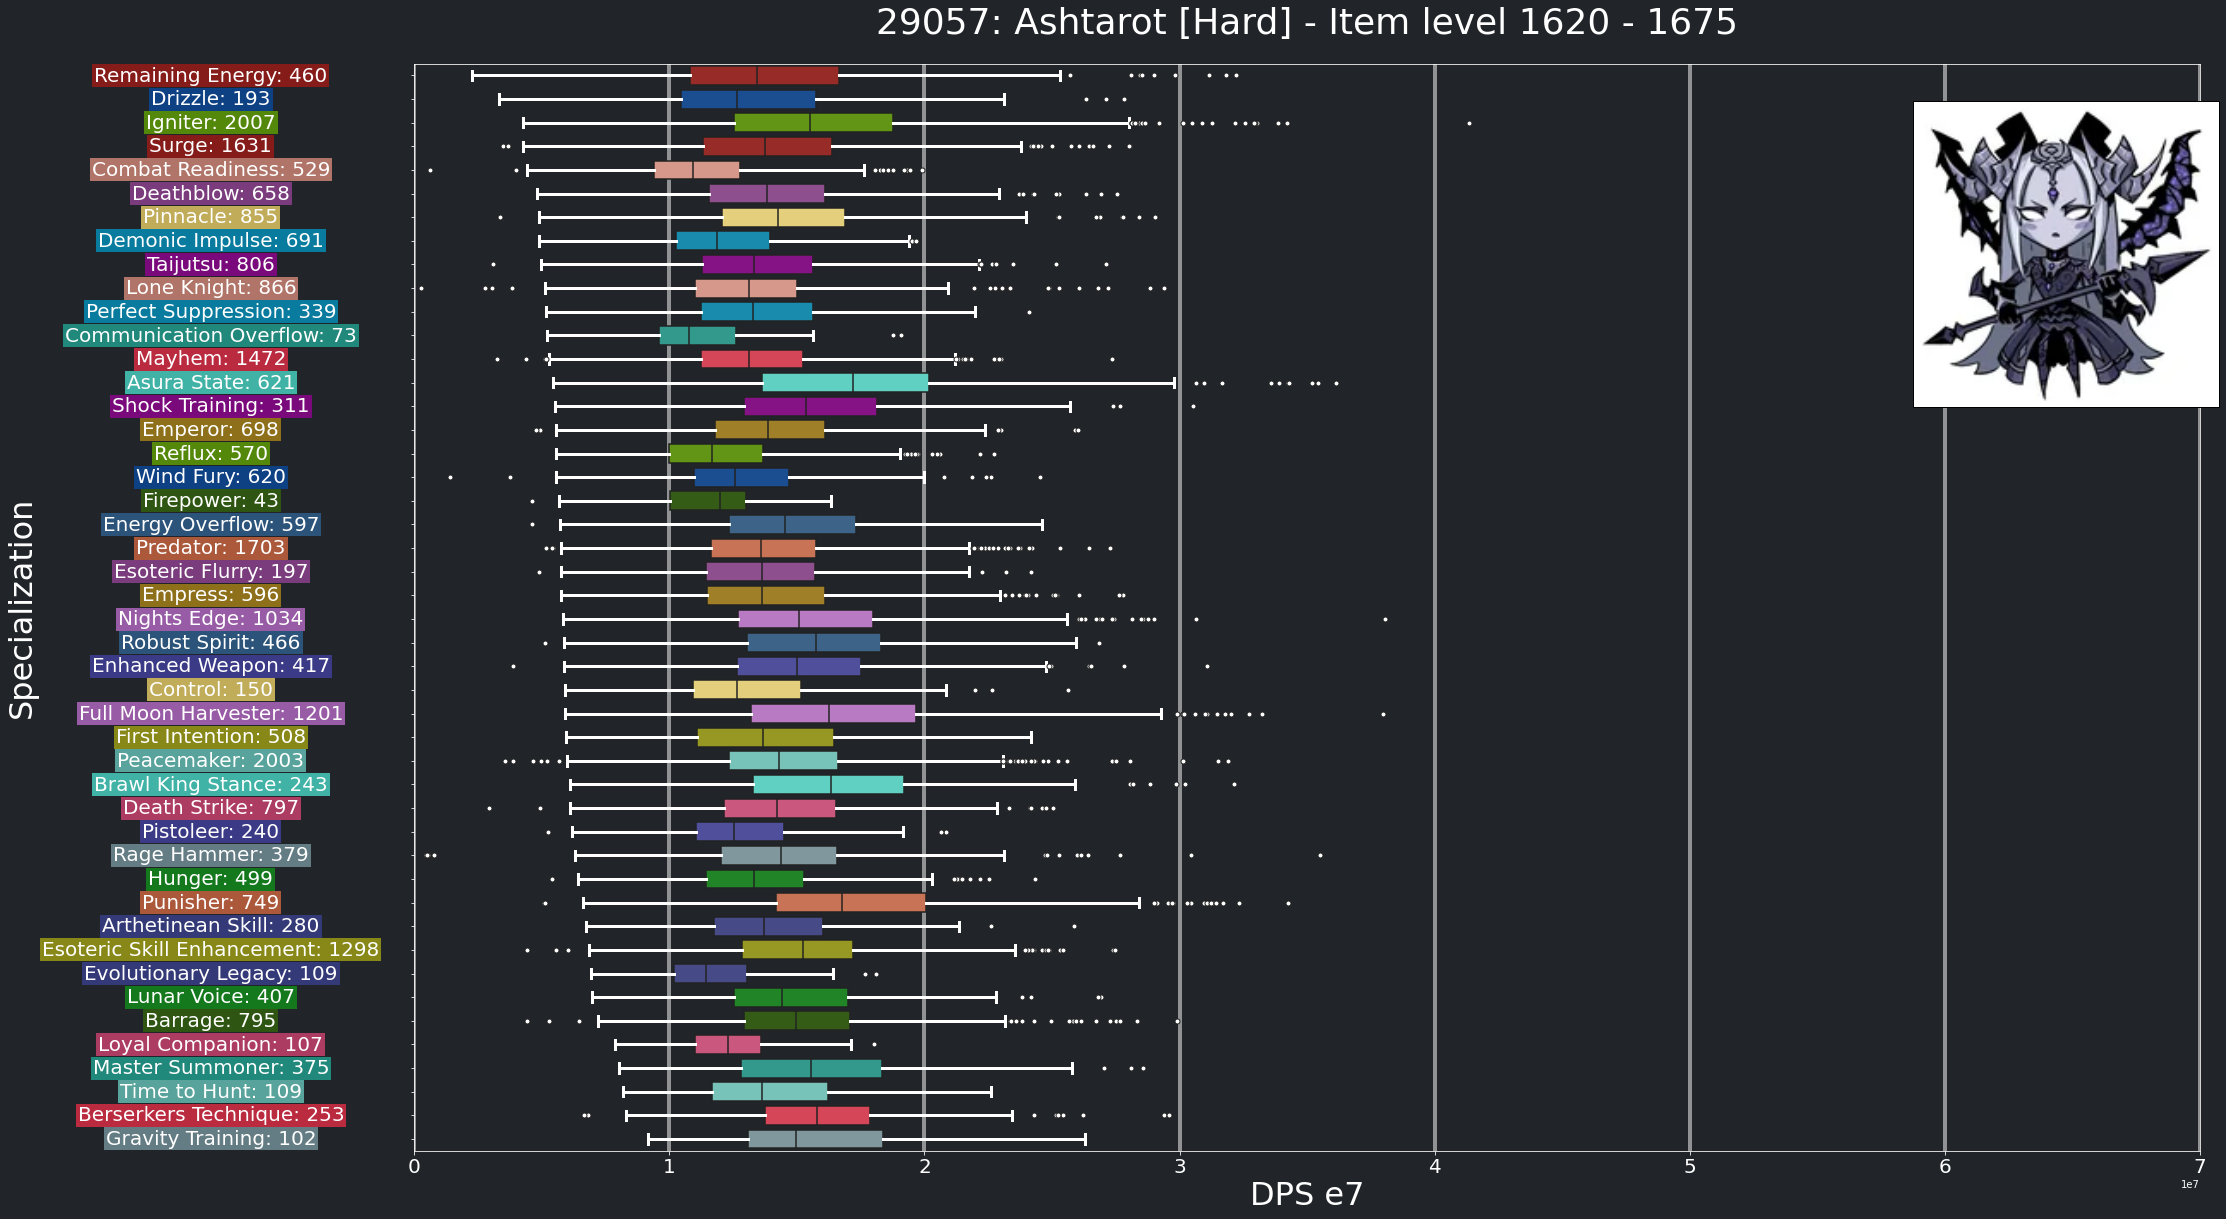 29057: Ashtarot [Hard] - Item level 1620 - 1675
Specialization
Remaining Energy: 460
Drizzle: 193
Igniter: 2007
Surge: 1631
Combat Readiness: 529
Deathblow: 658
Pinnacle: 855
Demonic Impulse: 691
Taijutsu: 806
Lone Knight: 866
Perfect Suppression: 339
Communication Overflow: 73
Mayhem: 1472
Asura State: 621
Shock Training: 311
Emperor: 698
Reflux: 570
Wind Fury: 620
Firepower: 43
Energy Overflow: 597
Predator: 1703
Esoteric Flurry: 197
Empress: 596
Nights Edge: 1034
Robust Spirit: 466
Enhanced Weapon: 417
Control: 150
Full Moon Harvester: 1201
First Intention: 508
Peacemaker: 2003
Brawl King Stance: 243
Death Strike: 797
Pistoleer: 240
Rage Hammer: 379
Hunger: 499
Punisher: 749
Arthetinean Skill: 280
Esoteric Skill Enhancement: 1298
Evolutionary Legacy: 109
Lunar Voice: 407
Barrage: 795
Loyal Companion: 107
Master Summoner: 375
Time to Hunt: 109
Berserkers Technique: 253
Gravity Training: 102
0 1 2 3 4 5 6 7
1e7
DPS e7